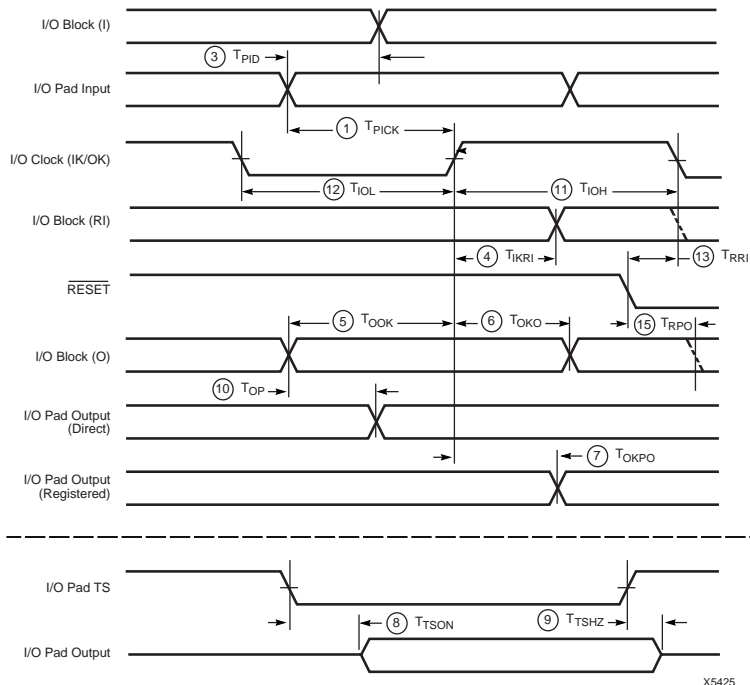 I/O Block (I)
3 TPID
I/O Pad Input
1 TPICK
I/O Clock (IK/OK)
12 TIOL
11 TIOH
I/O Block (RI)
4 TIKRI
13 TRRI
RESET
5 TOOK
6 TOKO
15 TRPO
I/O Block (O)
10 TOP
I/O Pad Output
(Direct)
7 TOKPO
I/O Pad Output
(Registered)
I/O Pad TS
8 TTSON
9 TTSHZ
I/O Pad Output
X5425